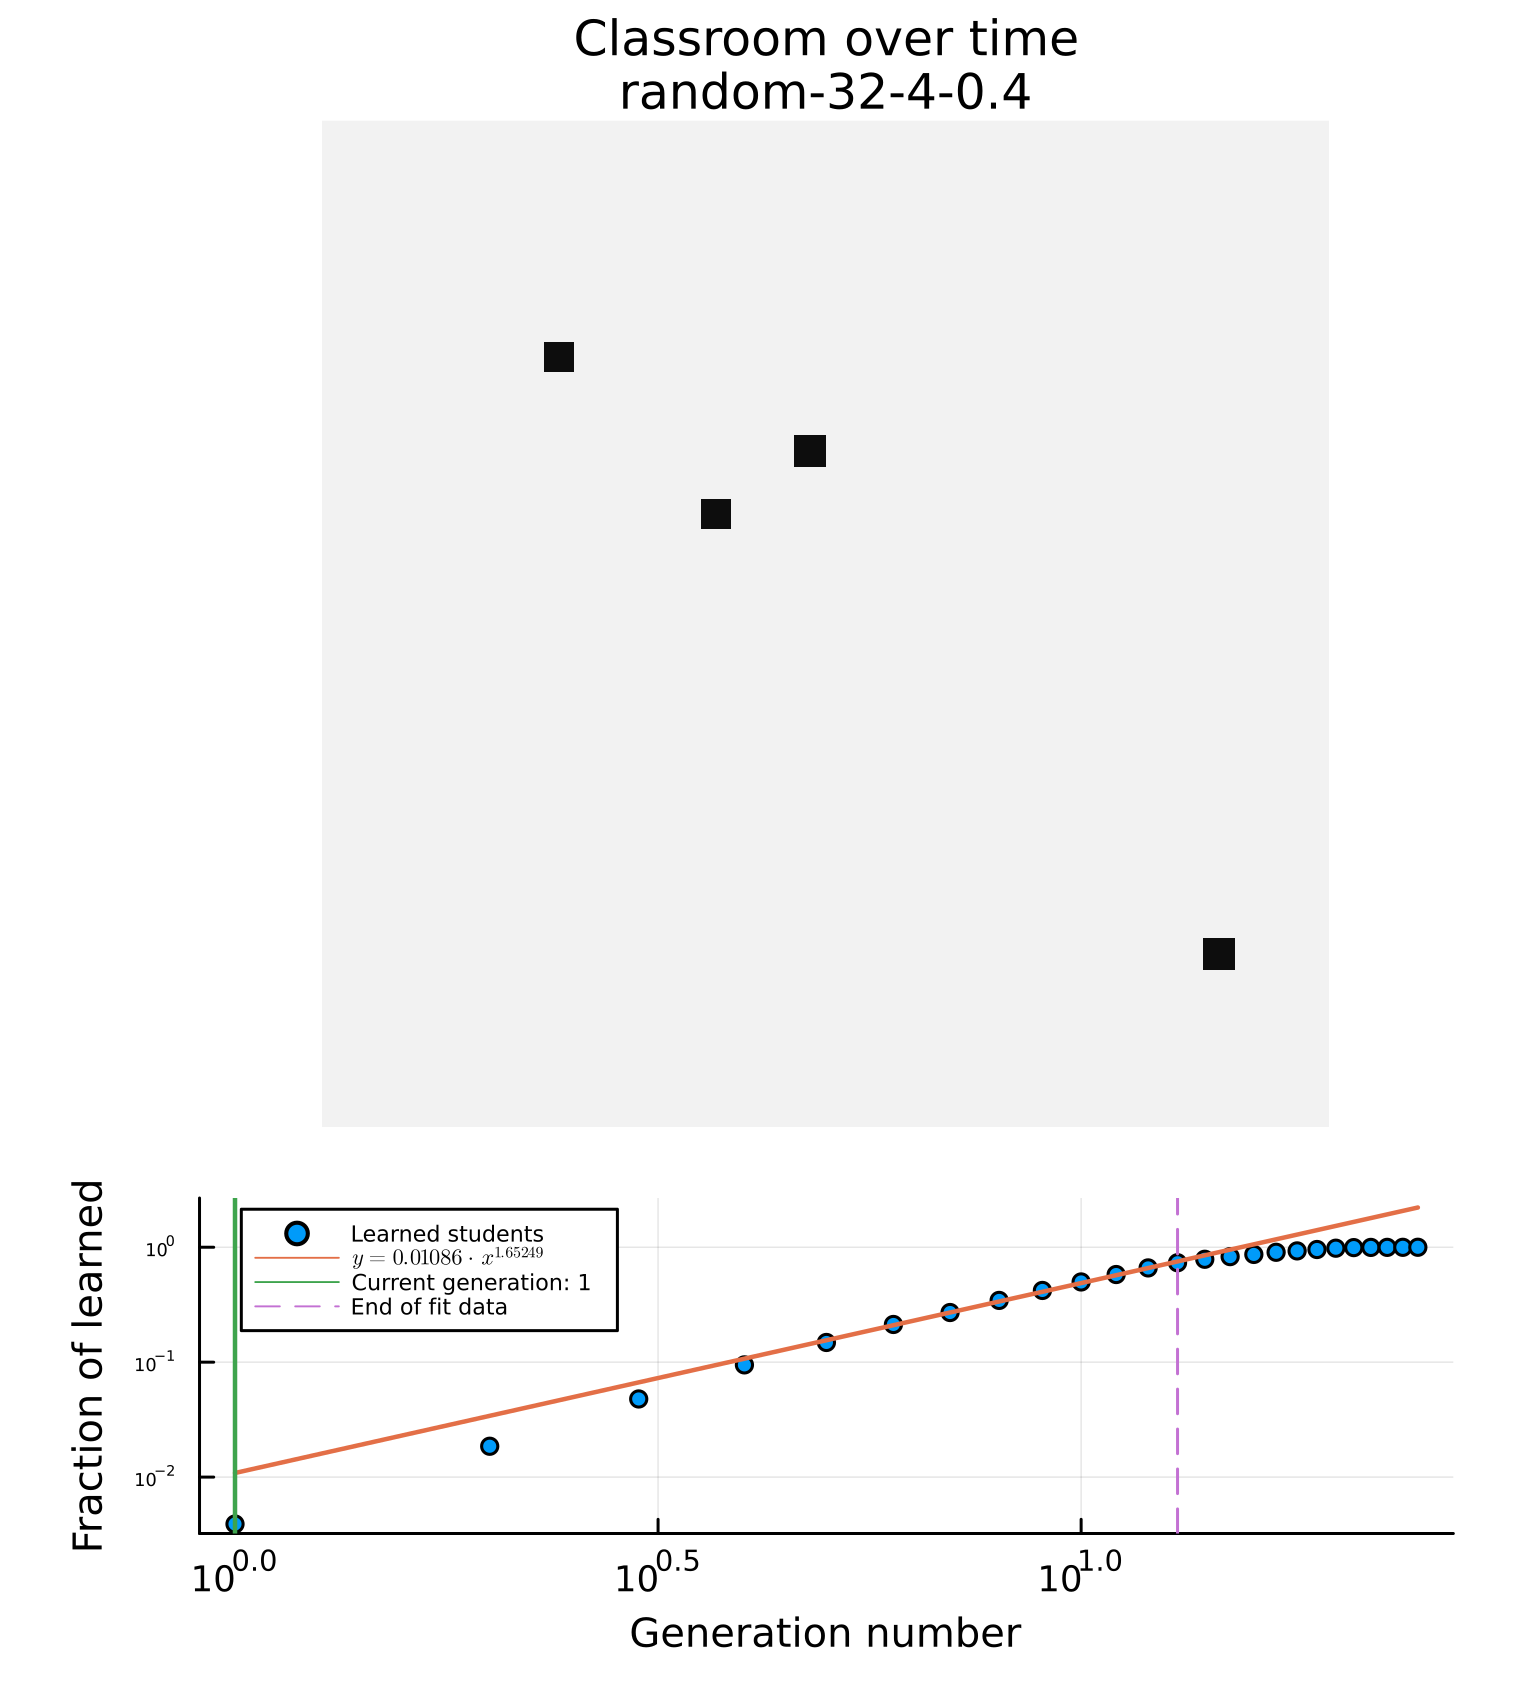 Classroom over time
random-32-4-0.4
Fraction of learned
10⁰
10⁻¹
10⁻²
Learned students
y = 0.01086 · x^1.65249
Current generation: 1
End of fit data
10^0.0 10^0.5 10^1.0
Generation number